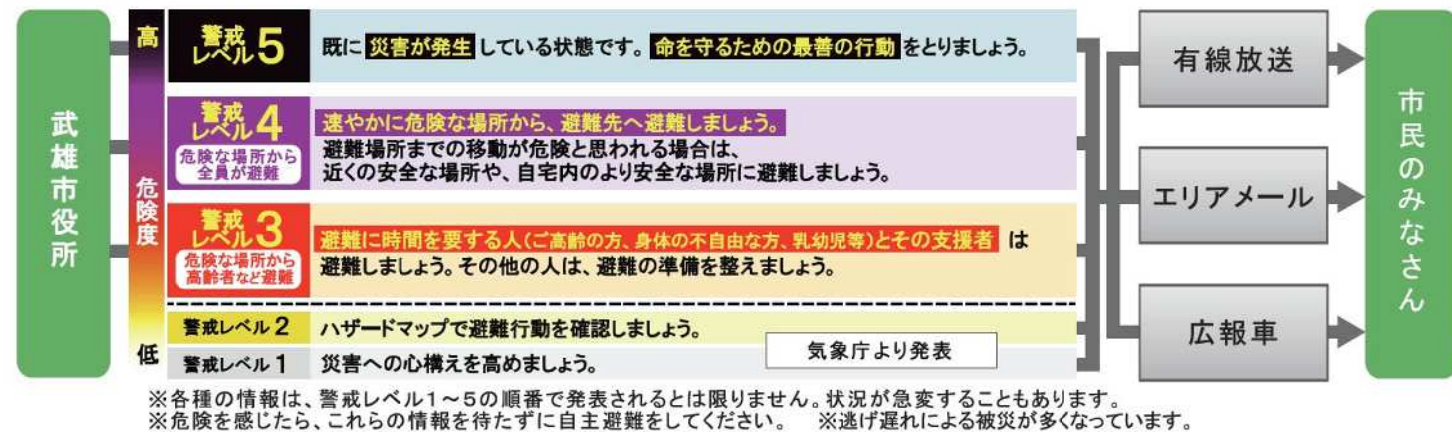 武雄市役所
高
危険度
低
警戒
レベル5
既に災害が発生している状態です。命を守るための最善の行動をとりましょう。
警戒
レベル4
危険な場所から
全員が避難
速やかに危険な場所から、避難先へ避難しましょう。
避難場所までの移動が危険と思われる場合は、
近くの安全な場所や、自宅内のより安全な場所に避難しましょう。
警戒
レベル3
危険な場所から
高齢者など避難
避難に時間を要する人(ご高齢の方、身体の不自由な方、乳幼児等)とその支援者 は
避難しましょう。その他の人は、避難の準備を整えましょう。
警戒レベル 2
ハザードマップで避難行動を確認しましょう。
警戒レベル 1
災害への心構えを高めましょう。
気象庁より発表
有線放送
エリアメール
広報車
市民のみなさん
※各種の情報は、警戒レベル1～5の順番で発表されるとは限りません。状況が急変することもあります。
※危険を感じたら、これらの情報を待たずに自主避難をしてください。 ※逃げ遅れによる被災が多くなっています。